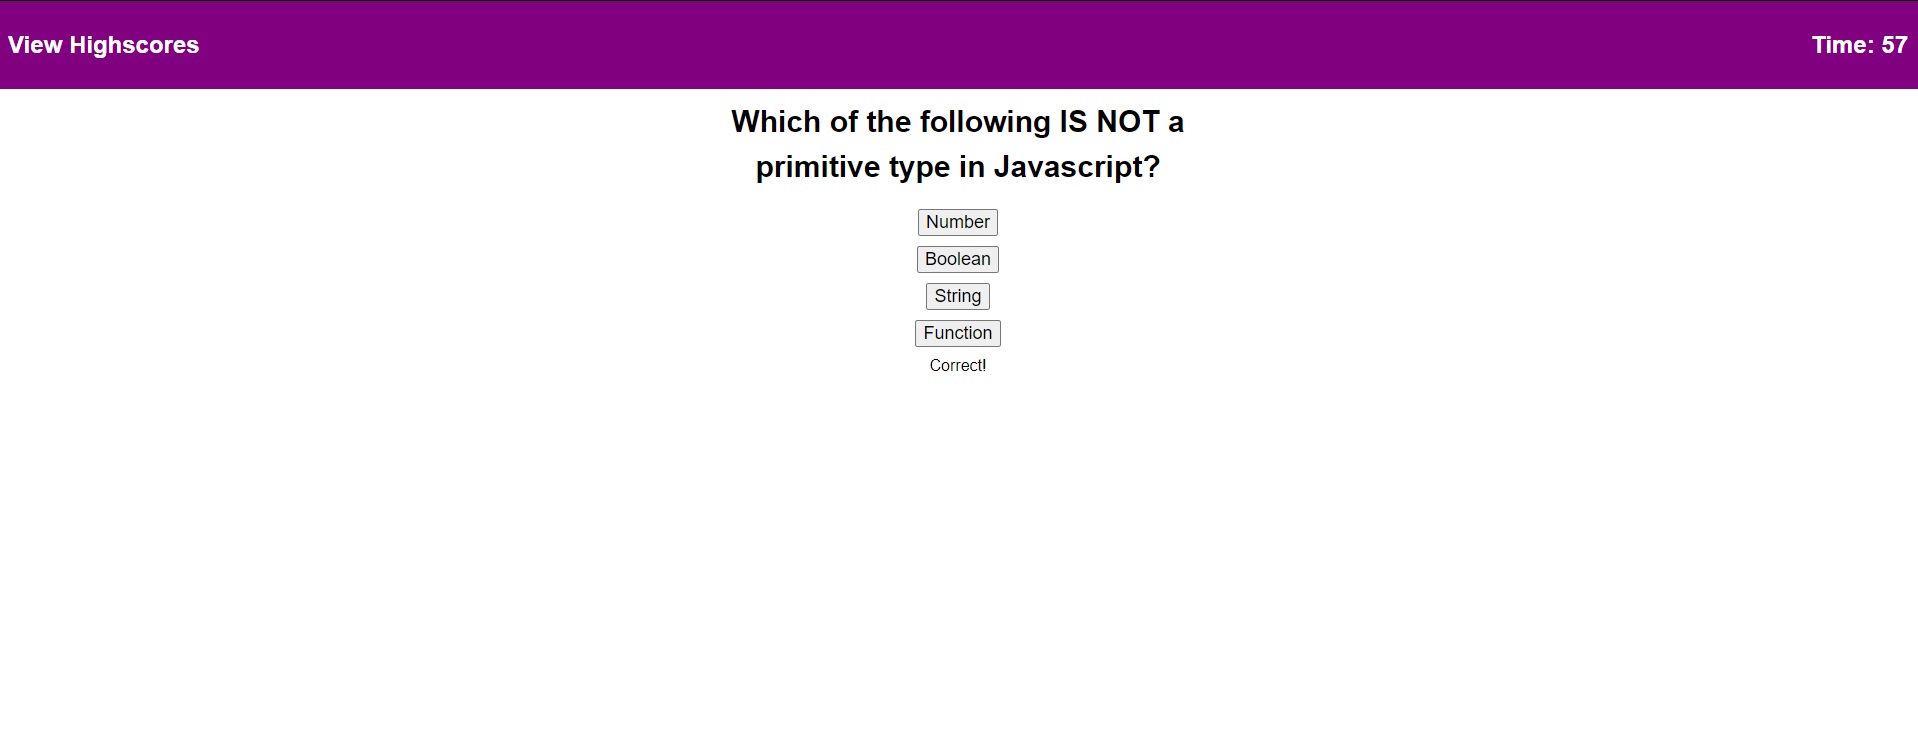 View Highscores
Time: 57
Which of the following IS NOT a
primitive type in Javascript?
Number
Boolean
String
Function
Correct!